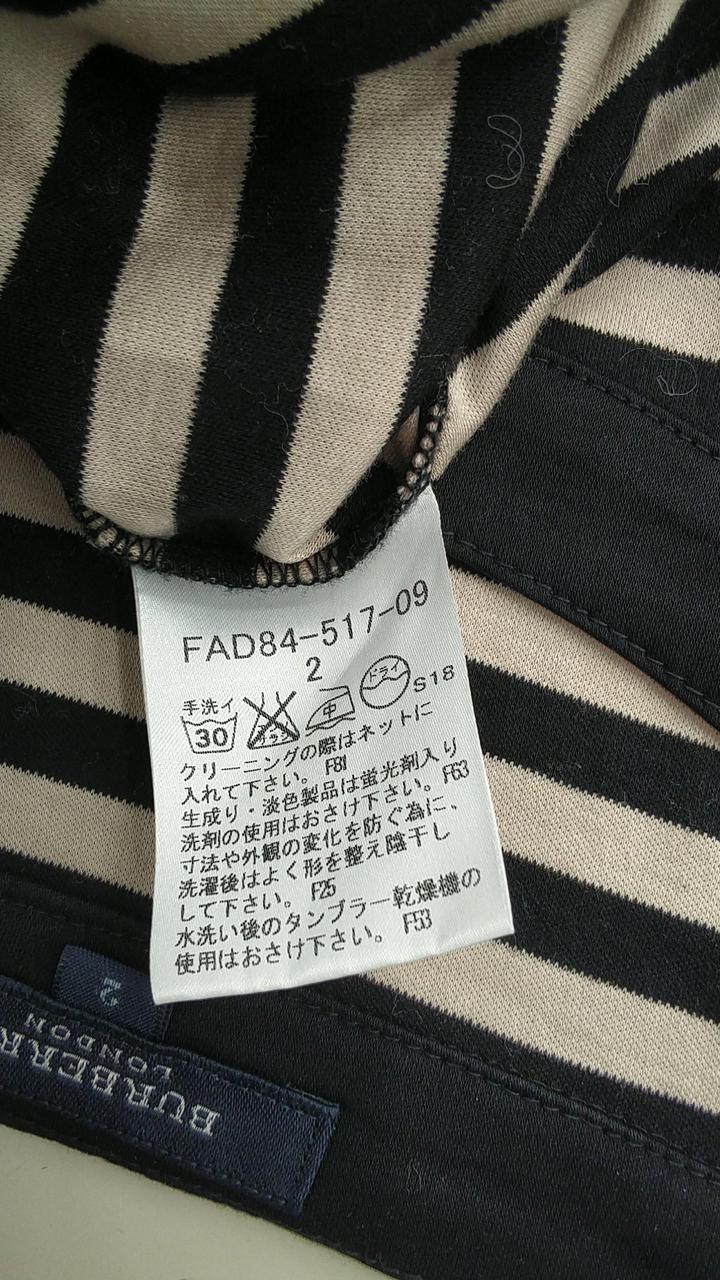 FAD84-517-09
2
手洗イ
30
中
ドライ
S18
クリーニングの際はネットに
入れて下さい。 F81
生成り・淡色製品は蛍光剤入り
洗剤の使用はおさけ下さい。 F63
寸法や外観の変化を防ぐ為に、
洗濯後はよく形を整え陰干し
して下さい。 F25
水洗い後のタンブラー乾燥機の
使用はおさけ下さい。 F53
2
BURBERR
LONDON